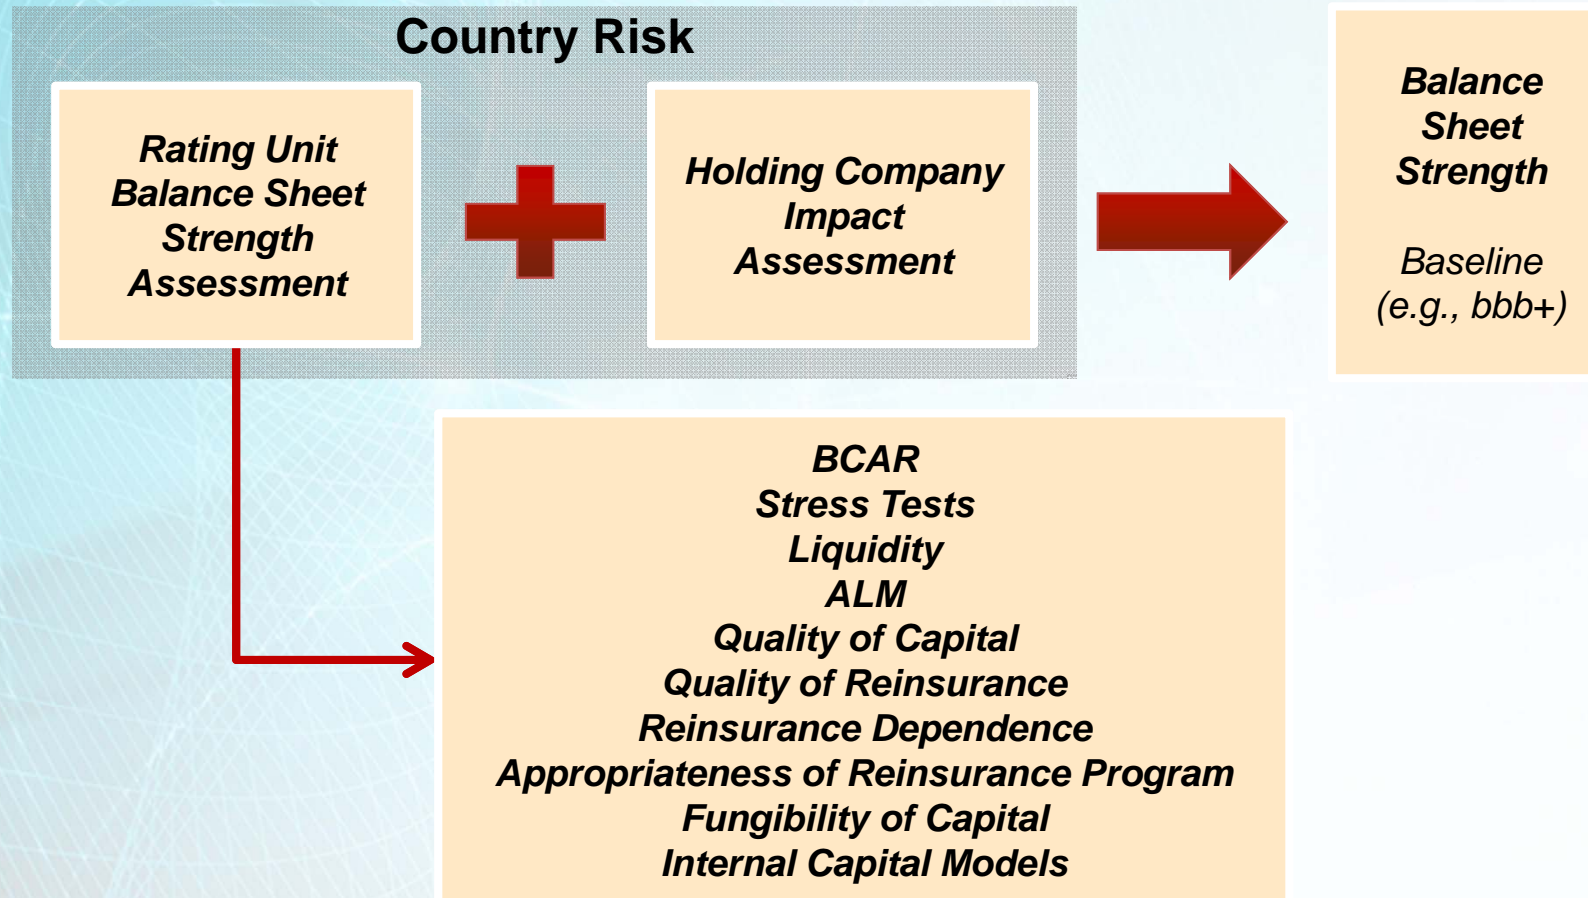 Country Risk
Rating Unit
Balance Sheet
Strength
Assessment
Holding Company
Impact
Assessment
Balance
Sheet
Strength
Baseline
(e.g., bbb+)
BCAR
Stress Tests
Liquidity
ALM
Quality of Capital
Quality of Reinsurance
Reinsurance Dependence
Appropriateness of Reinsurance Program
Fungibility of Capital
Internal Capital Models